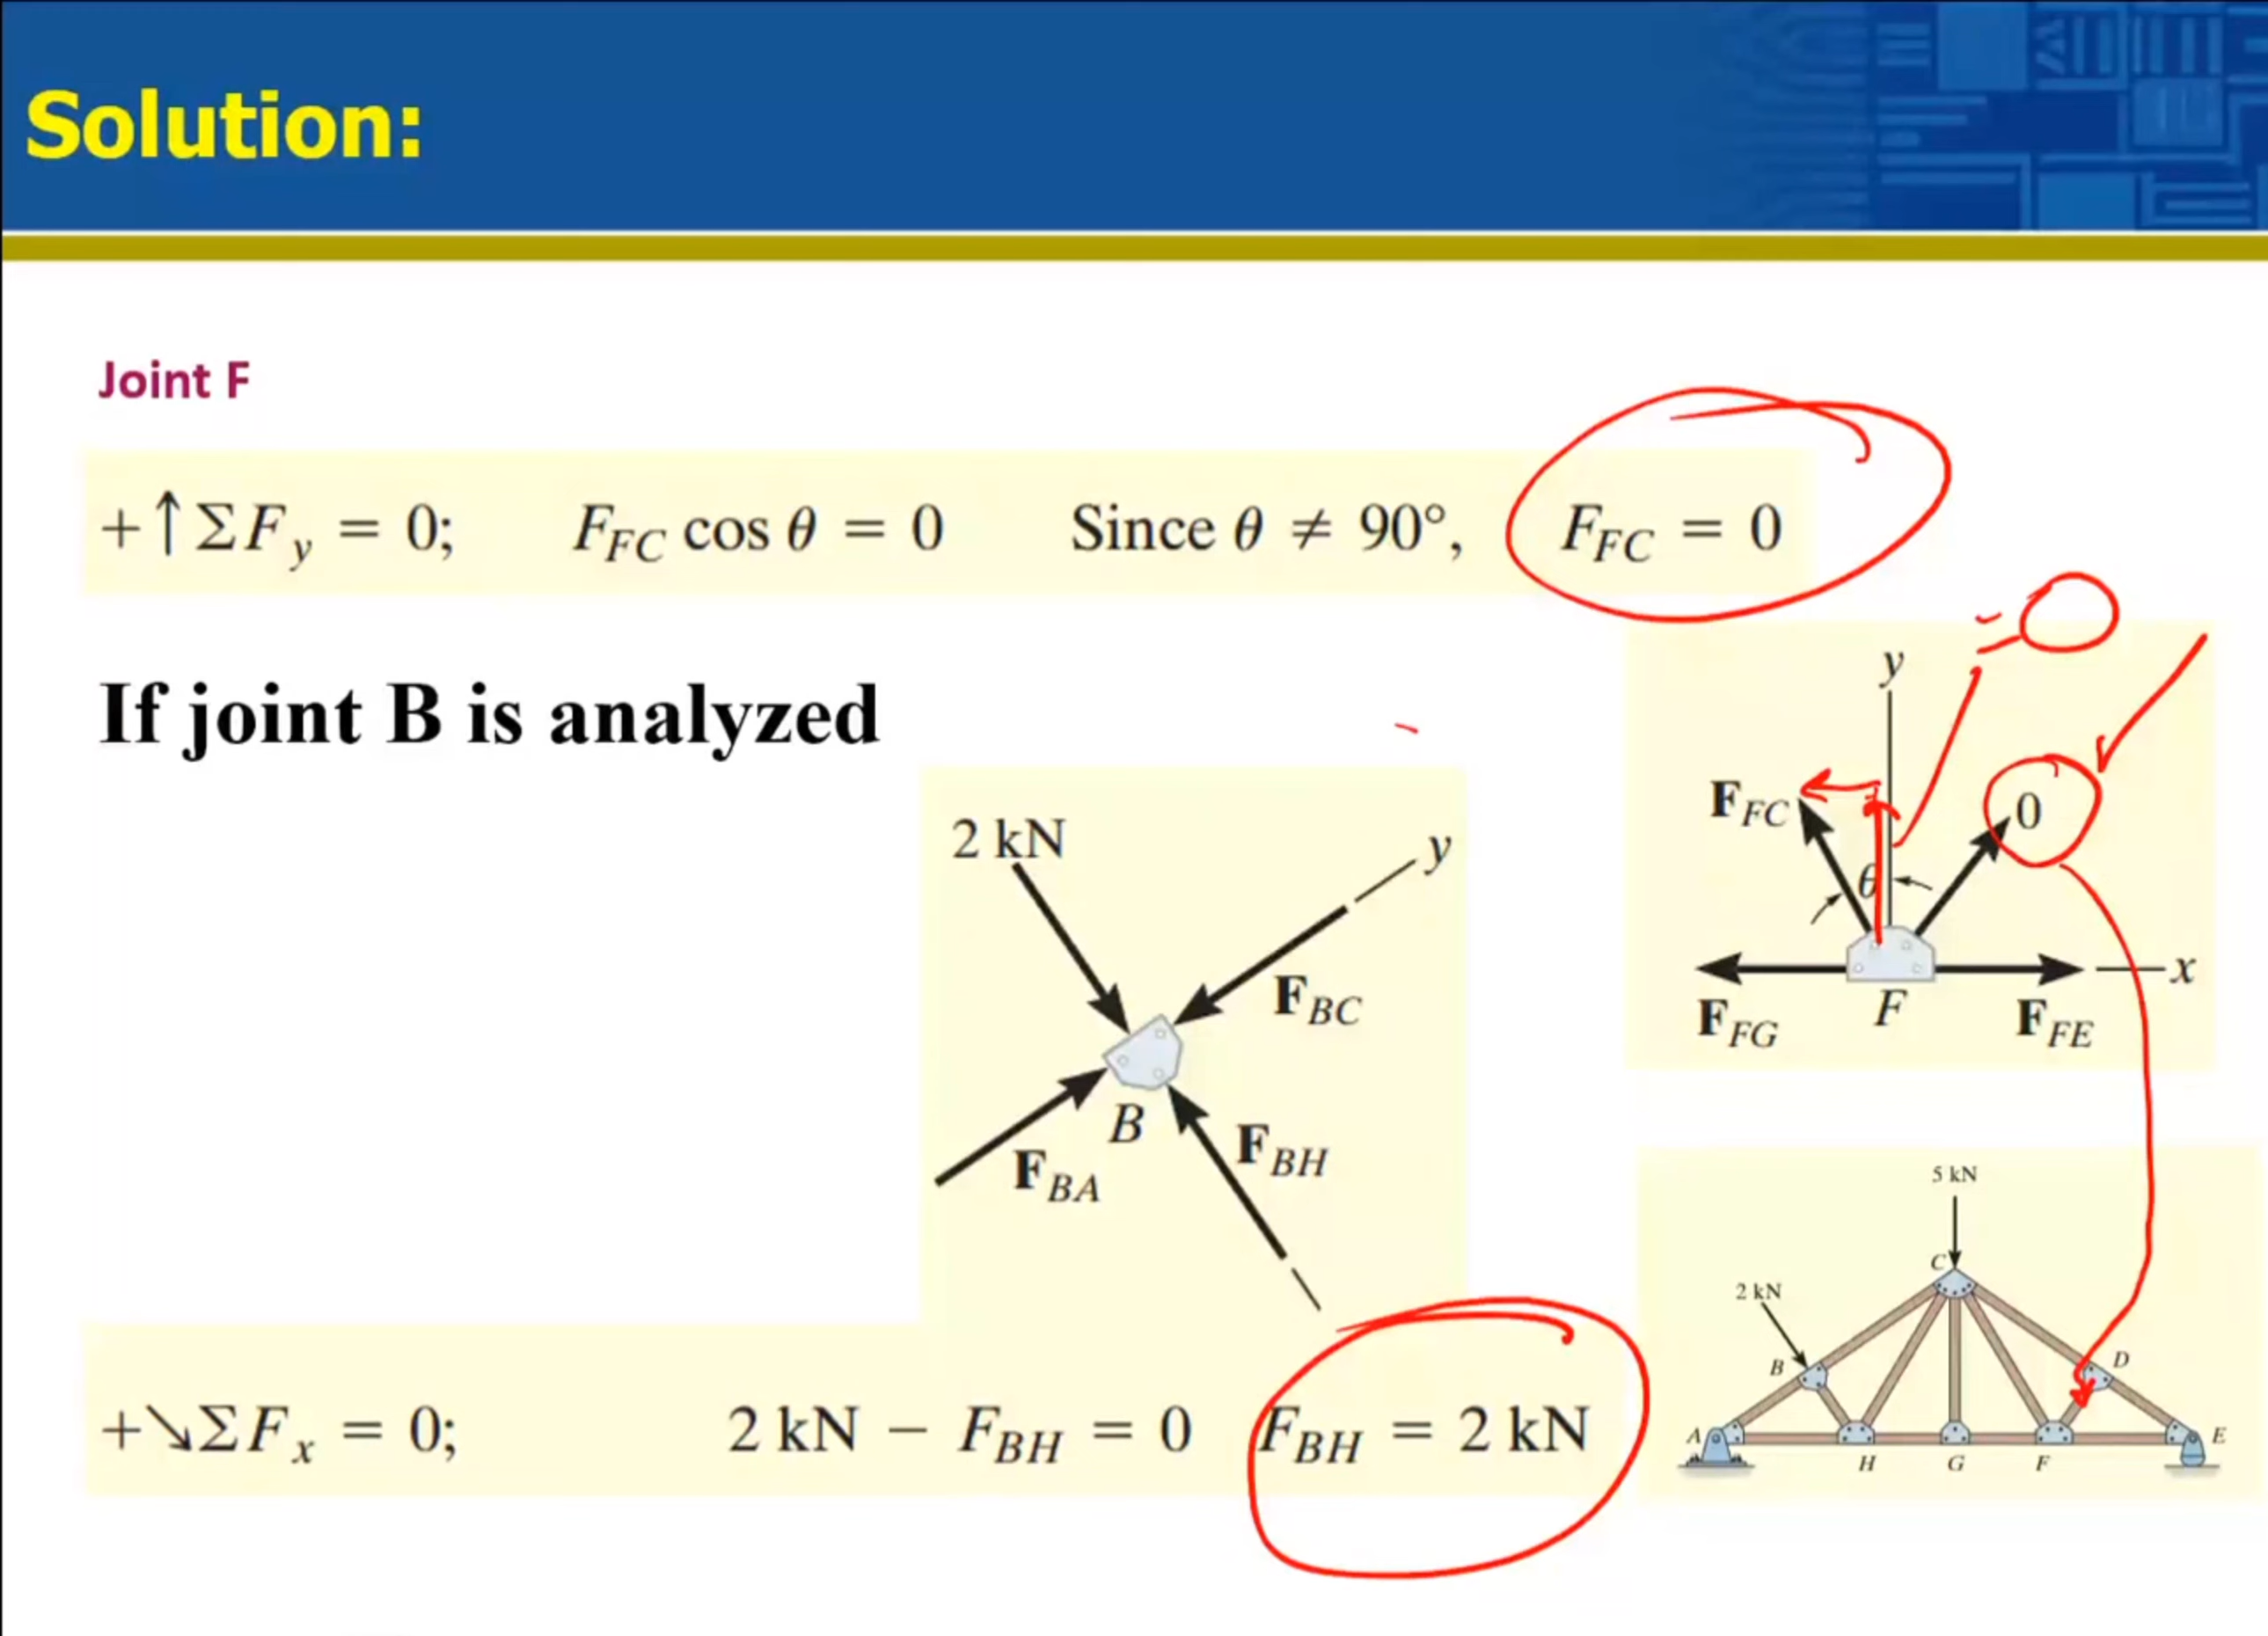 Solution:
Joint F
+↑ΣF_y = 0; F_FC cos θ = 0 Since θ ≠ 90°, F_FC = 0
= 0
If joint B is analyzed
y
F_FC
0
θ
x
F_FG
F
F_FE
2 kN
y
F_BC
B
F_BA
F_BH
5 kN
C
2 kN
B
D
A
E
H
G
F
+↘ΣF_x = 0; 2 kN − F_BH = 0 F_BH = 2 kN